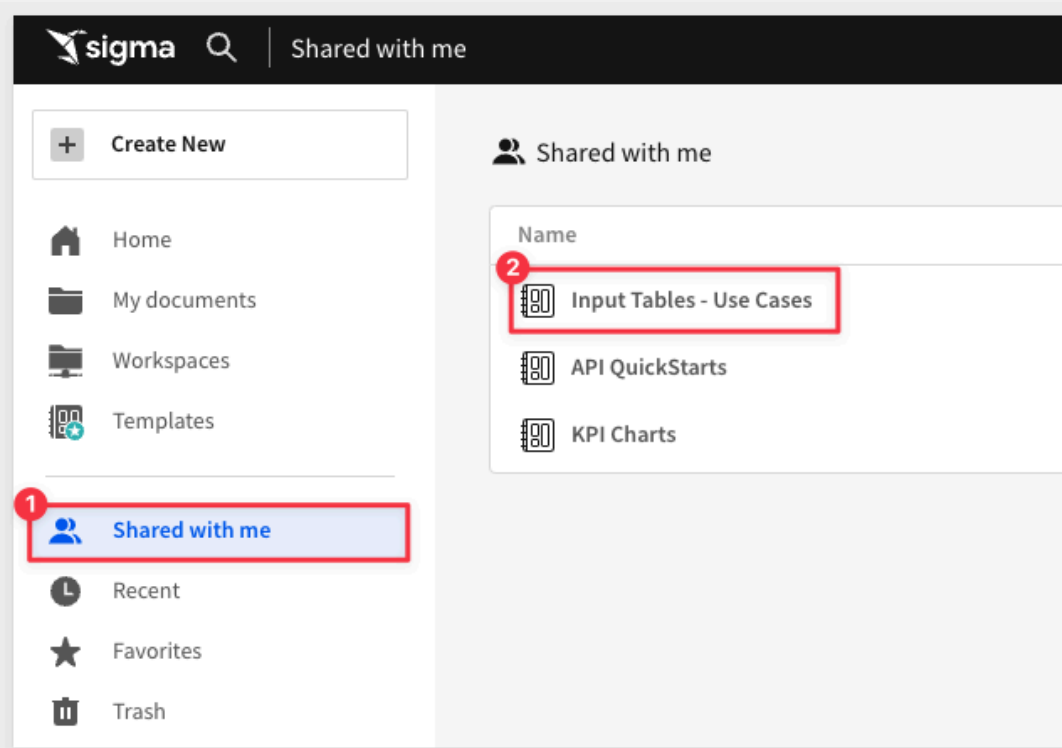 sigma
Shared with me
Create New
Home
My documents
Workspaces
Templates
1
Shared with me
Recent
Favorites
Trash
Shared with me
Name
2
Input Tables - Use Cases
API QuickStarts
KPI Charts